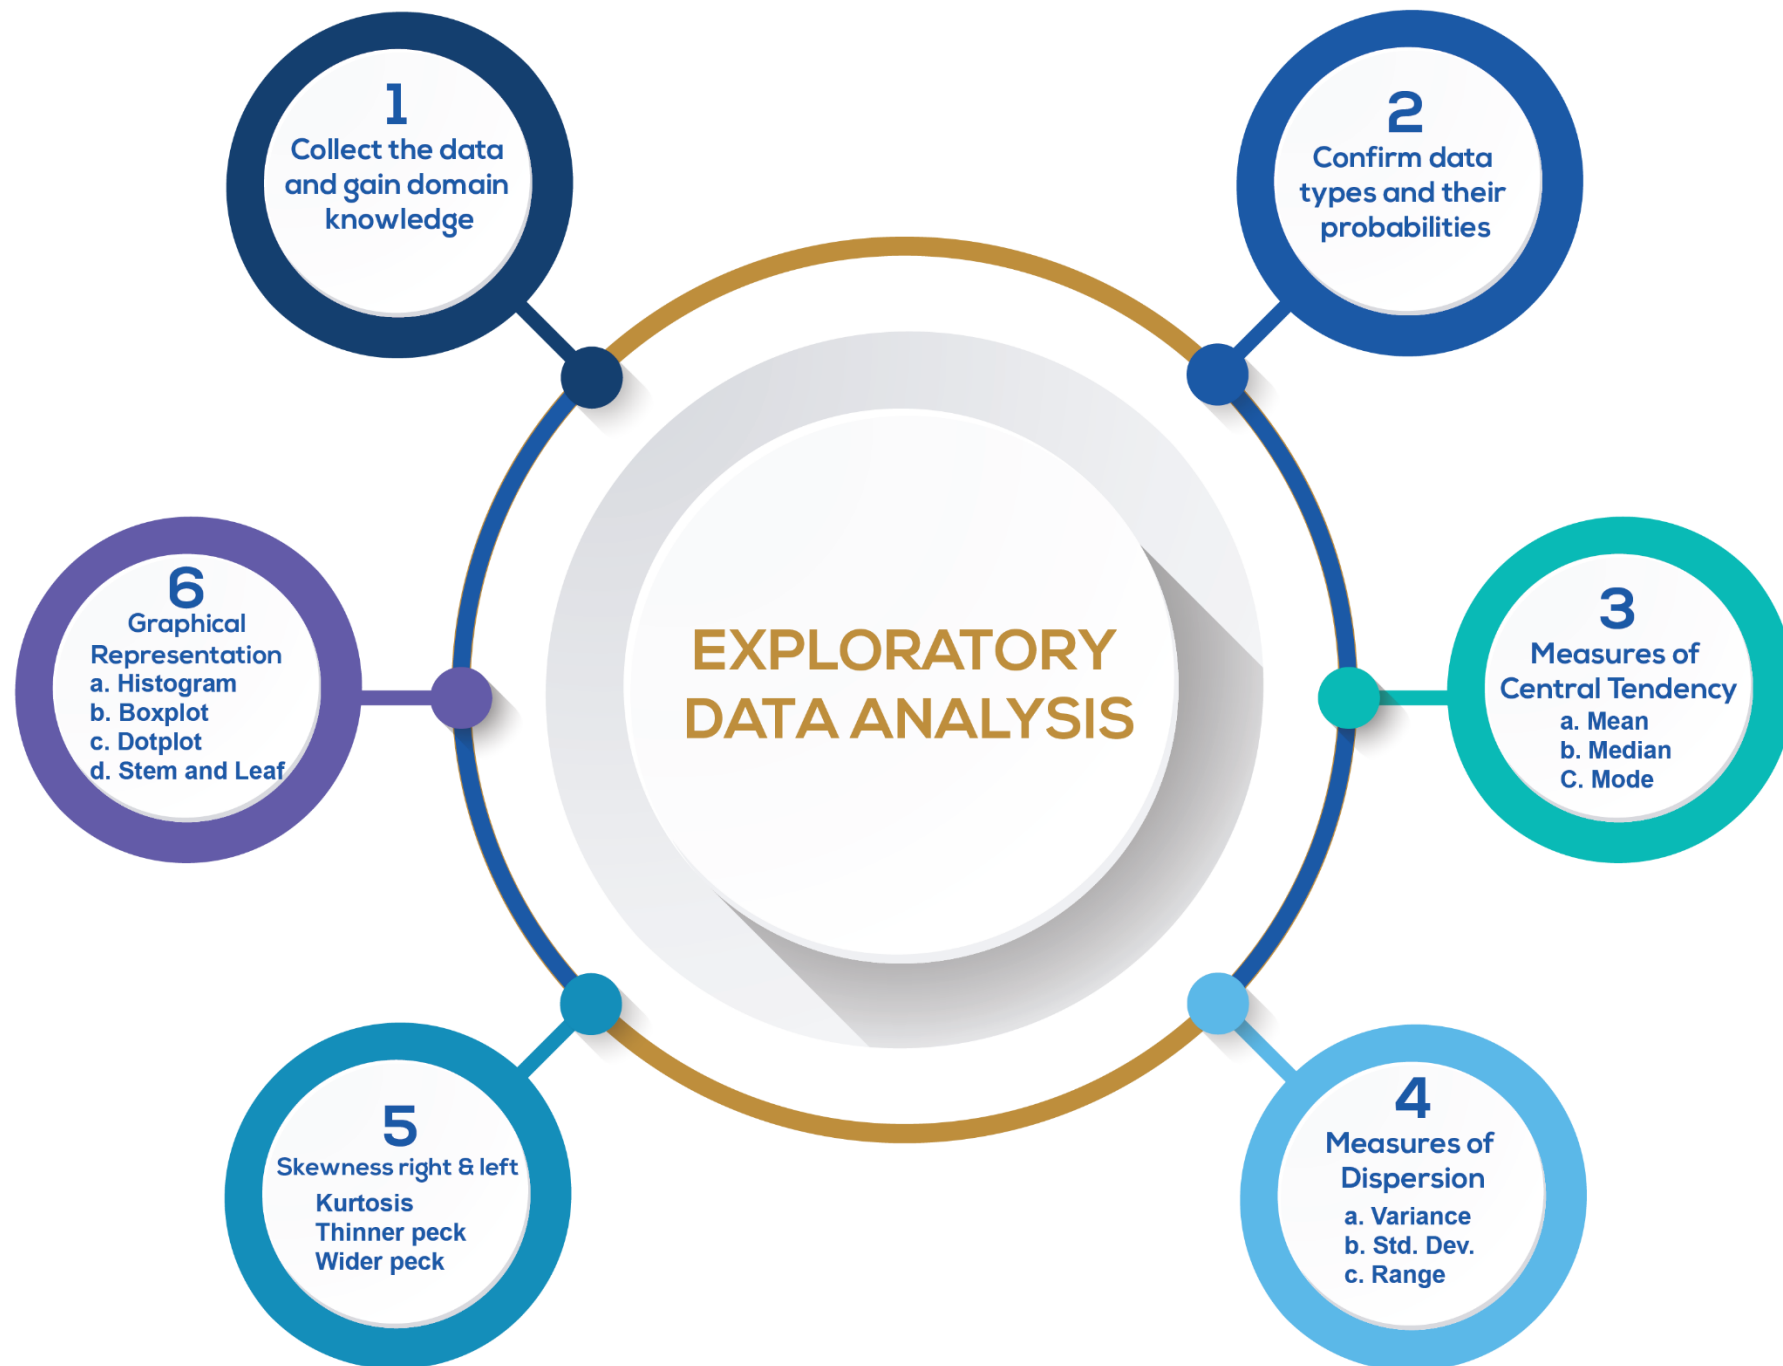 1
Collect the data
and gain domain
knowledge
2
Confirm data
types and their
probabilities
EXPLORATORY
DATA ANALYSIS
3
Measures of
Central Tendency
a. Mean
b. Median
C. Mode
4
Measures of
Dispersion
a. Variance
b. Std. Dev.
c. Range
5
Skewness right & left
Kurtosis
Thinner peck
Wider peck
6
Graphical
Representation
a. Histogram
b. Boxplot
c. Dotplot
d. Stem and Leaf